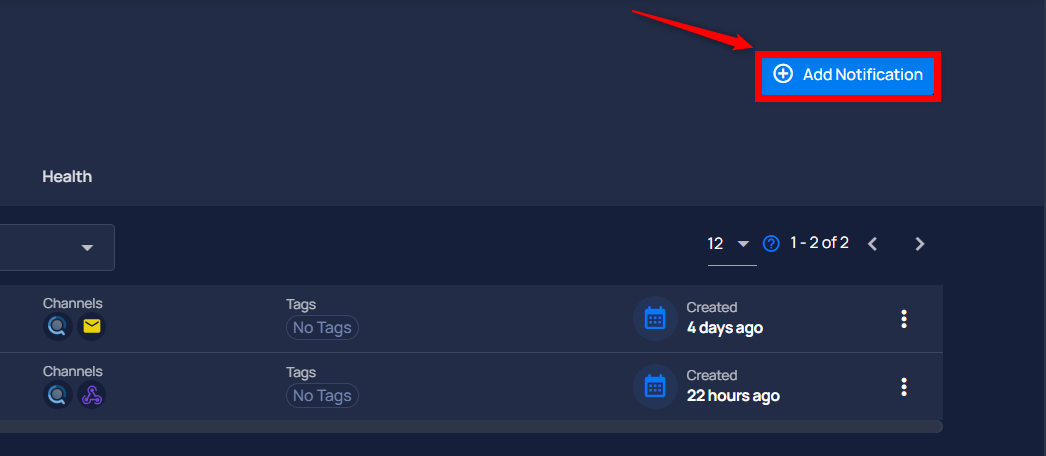 Add Notification
Health
12 1 - 2 of 2
Channels Tags Created
No Tags 4 days ago
Channels Tags Created
No Tags 22 hours ago